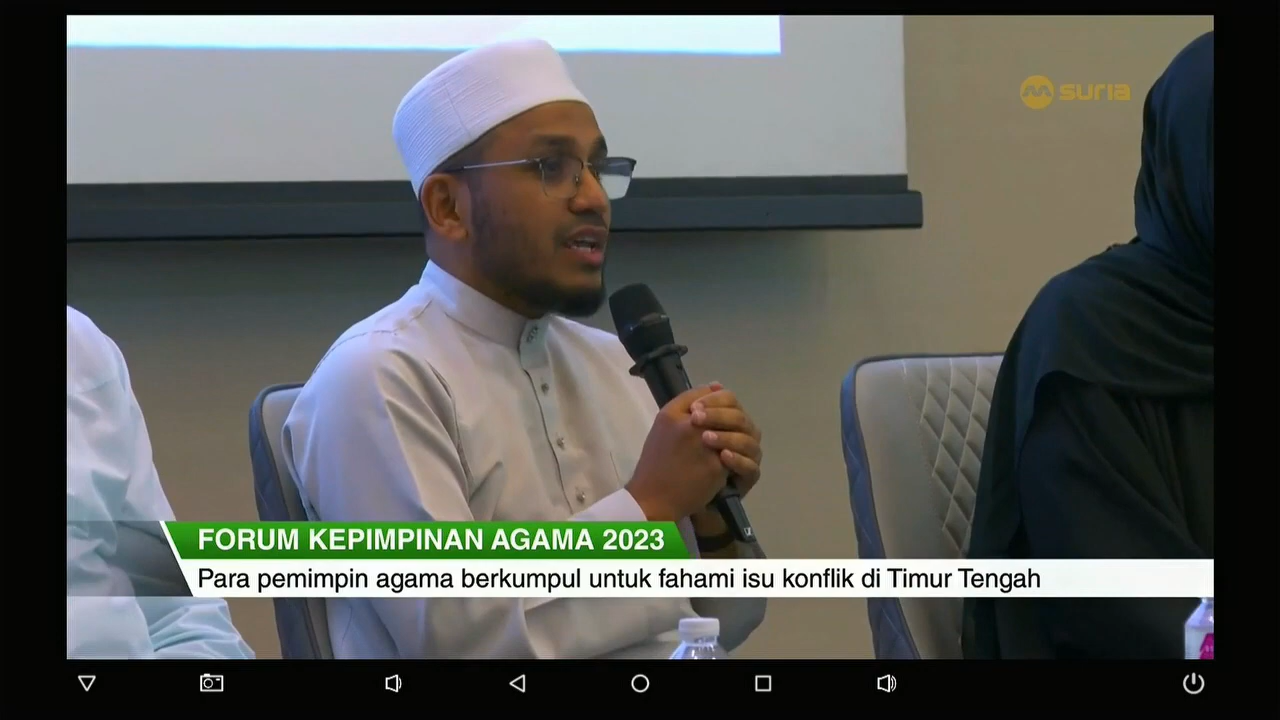 suria
FORUM KEPIMPINAN AGAMA 2023
Para pemimpin agama berkumpul untuk fahami isu konflik di Timur Tengah